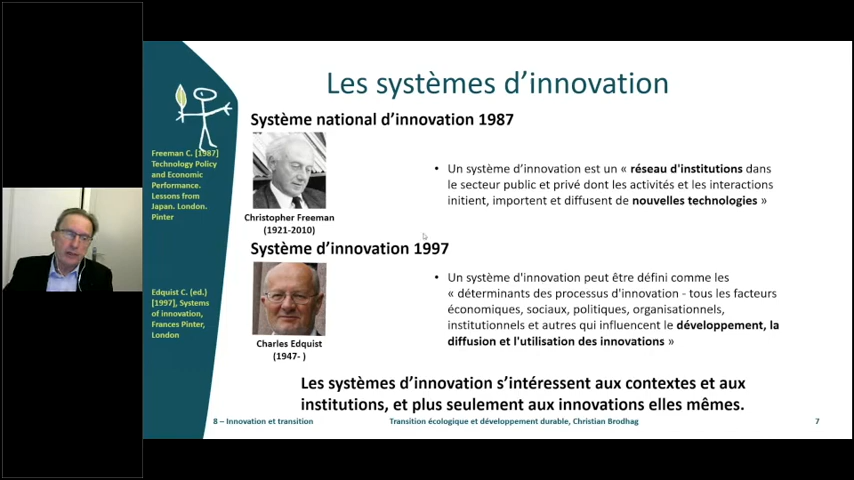 Les systèmes d’innovation
Système national d’innovation 1987
Freeman C. [1987]
Technology Policy
and Economic
Performance.
Lessons from
Japan. London.
Pinter
Christopher Freeman
(1921-2010)
• Un système d’innovation est un « réseau d'institutions dans
le secteur public et privé dont les activités et les interactions
initient, importent et diffusent de nouvelles technologies »
Système d’innovation 1997
Edquist C. (ed.)
[1997], Systems
of innovation,
Frances Pinter,
London
Charles Edquist
(1947- )
• Un système d'innovation peut être défini comme les
« déterminants des processus d'innovation - tous les facteurs
économiques, sociaux, politiques, organisationnels,
institutionnels et autres qui influencent le développement, la
diffusion et l'utilisation des innovations »
Les systèmes d’innovation s’intéressent aux contextes et aux
institutions, et plus seulement aux innovations elles mêmes.
8 – Innovation et transition
Transition écologique et développement durable, Christian Brodhag
7